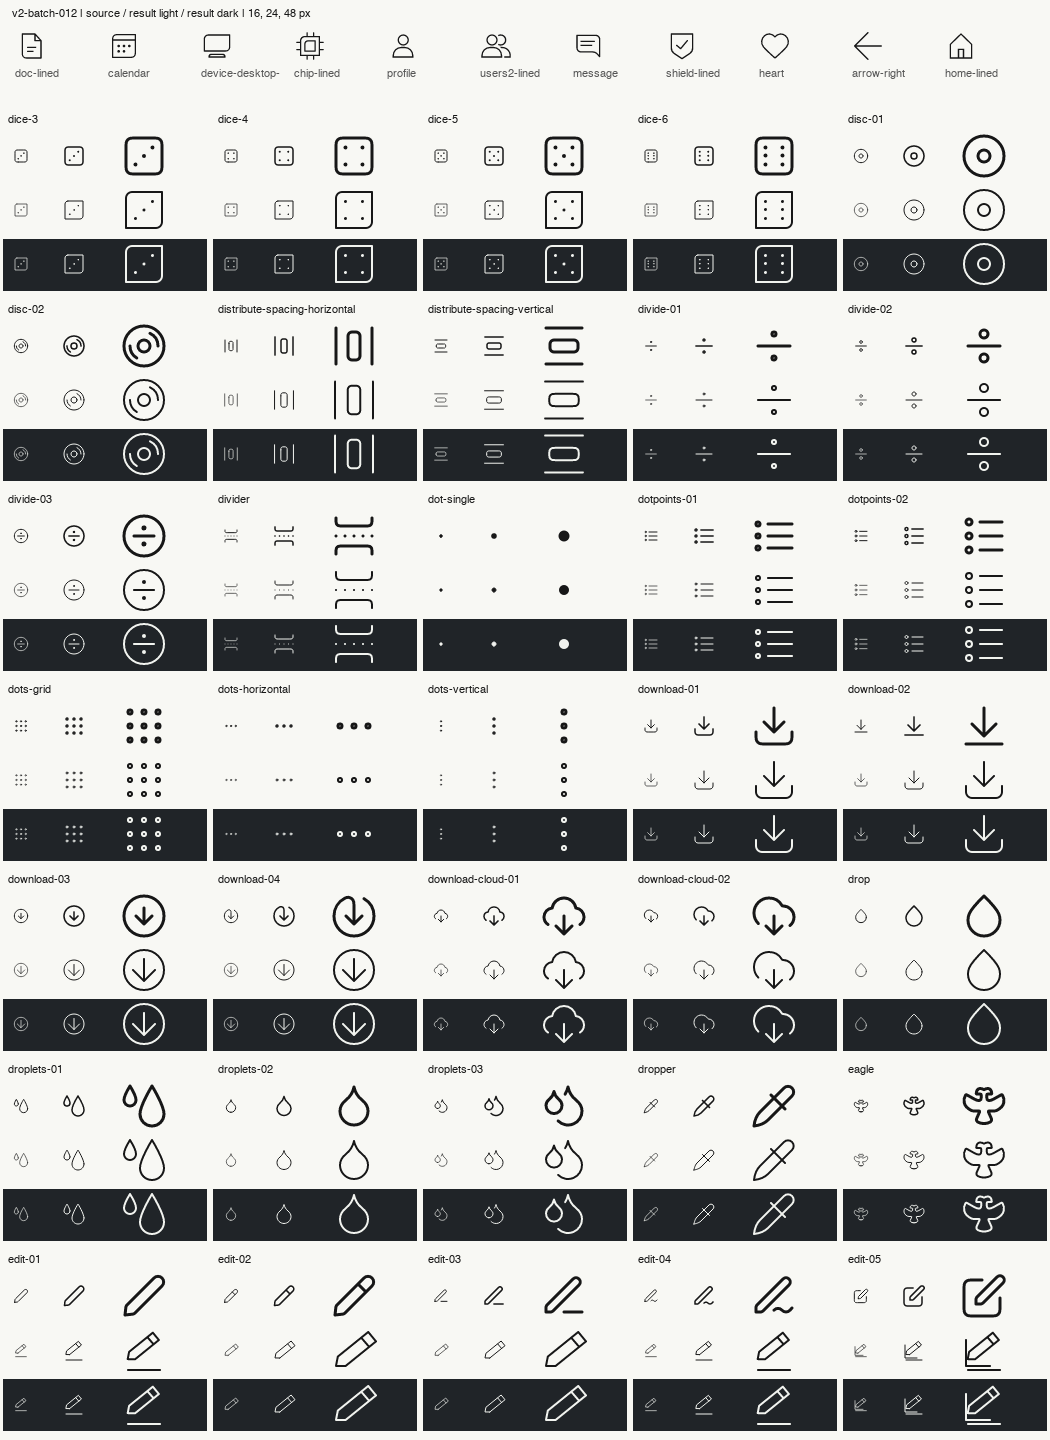 v2-batch-012 | source / result light / result dark | 16, 24, 48 px
doc-lined calendar device-desktop- chip-lined profile users2-lined message shield-lined heart arrow-right home-lined
dice-3 dice-4 dice-5 dice-6 disc-01
disc-02 distribute-spacing-horizontal distribute-spacing-vertical divide-01 divide-02
divide-03 divider dot-single dotpoints-01 dotpoints-02
dots-grid dots-horizontal dots-vertical download-01 download-02
download-03 download-04 download-cloud-01 download-cloud-02 drop
droplets-01 droplets-02 droplets-03 dropper eagle
edit-01 edit-02 edit-03 edit-04 edit-05